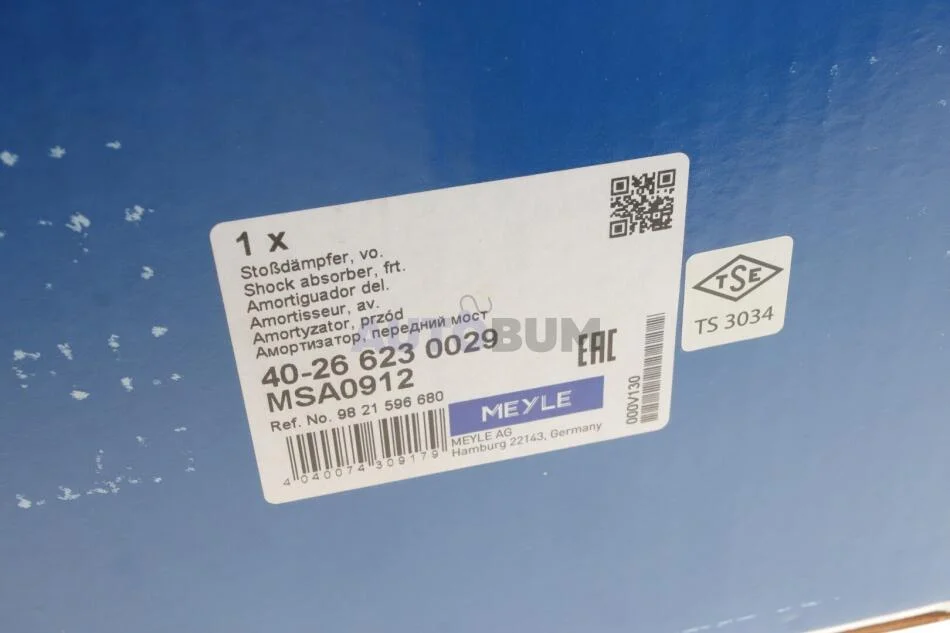 1 x
Stoßdämpfer, vo.
Shock absorber, frt.
Amortiguador del.
Amortisseur, av.
Amortyzator, przód
Амортизатор, передний мост
40-26 623 0029
MSA0912
Ref. No. 98 21 596 680
4 040074 309179
MEYLE
MEYLE AG
Hamburg 22143, Germany
EAC
000V130
TSE
TS 3034
AUTOBUM